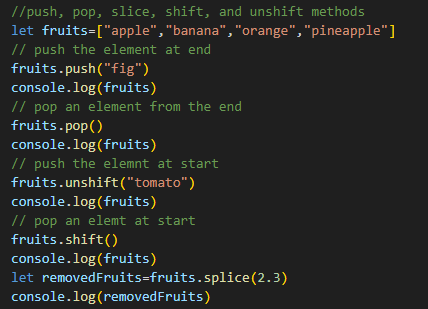 //push, pop, slice, shift, and unshift methods
let fruits=["apple","banana","orange","pineapple"]
// push the element at end
fruits.push("fig")
console.log(fruits)
// pop an element from the end
fruits.pop()
console.log(fruits)
// push the elemnt at start
fruits.unshift("tomato")
console.log(fruits)
// pop an elemt at start
fruits.shift()
console.log(fruits)
let removedFruits=fruits.splice(2.3)
console.log(removedFruits)